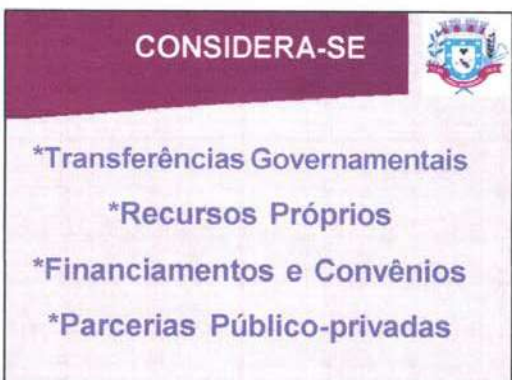 CONSIDERA-SE
*Transferências Governamentais
*Recursos Próprios
*Financiamentos e Convênios
*Parcerias Público-privadas